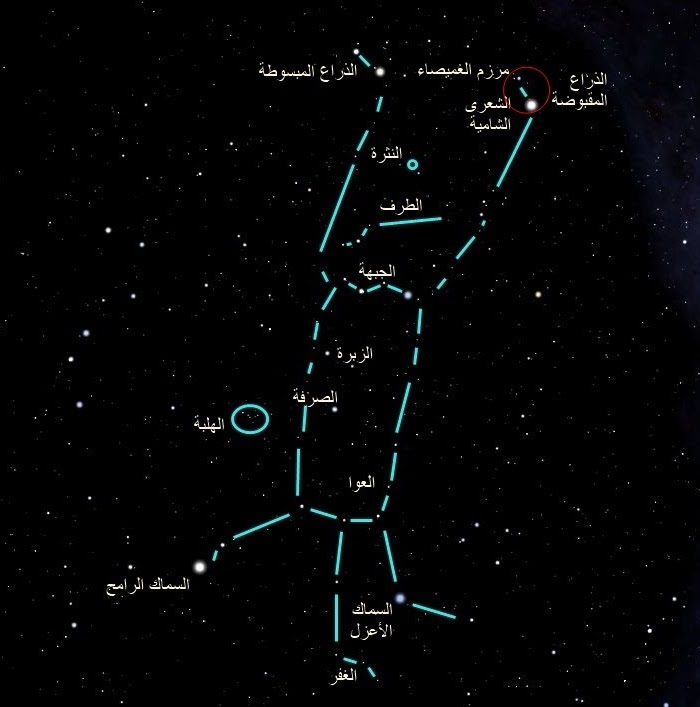 الذراع المبسوطة
مرزم الغميصاء
الذراع
المقبوضة
الشعرى
الشامية
النثرة
الطرف
الجبهة
الزبرة
الصرفة
الهلبة
العوا
السماك الرامح
السماك
الأعزل
الغفر